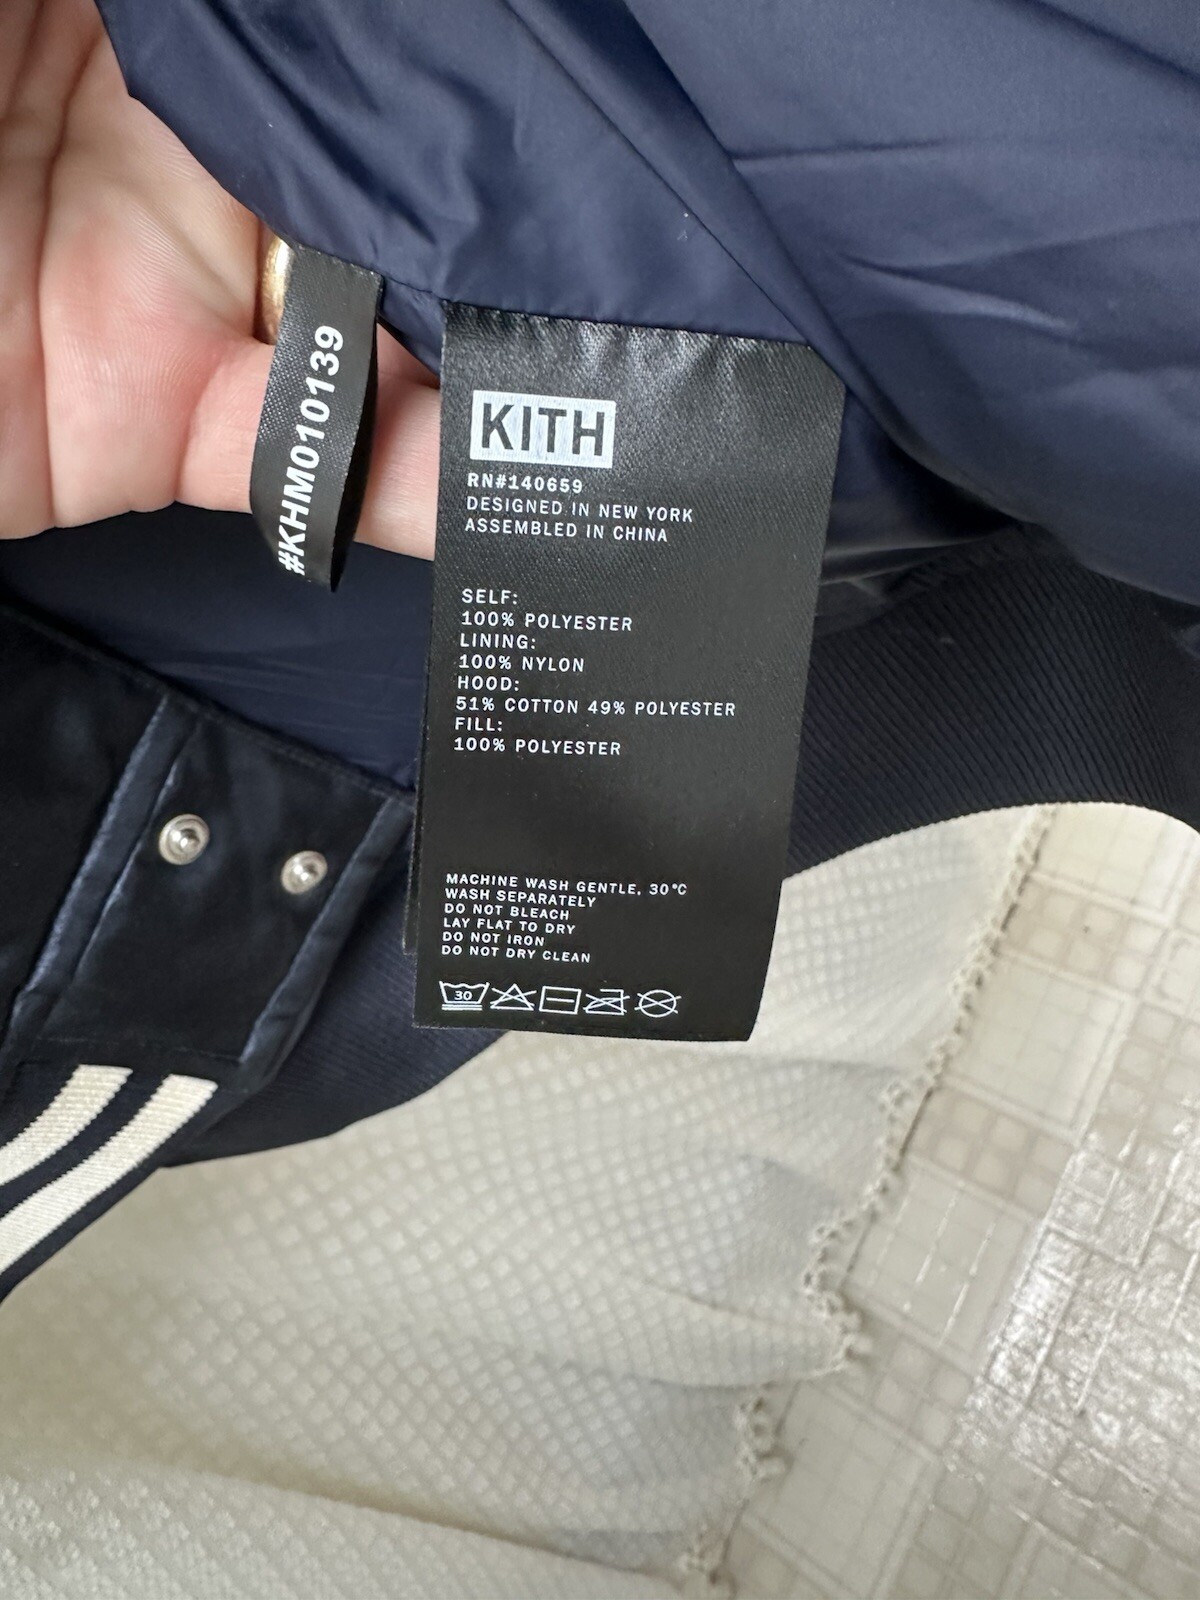 #KHM010139
KITH
RN#140659
DESIGNED IN NEW YORK
ASSEMBLED IN CHINA
SELF:
100% POLYESTER
LINING:
100% NYLON
HOOD:
51% COTTON 49% POLYESTER
FILL:
100% POLYESTER
MACHINE WASH GENTLE, 30°C
WASH SEPARATELY
DO NOT BLEACH
LAY FLAT TO DRY
DO NOT IRON
DO NOT DRY CLEAN
30